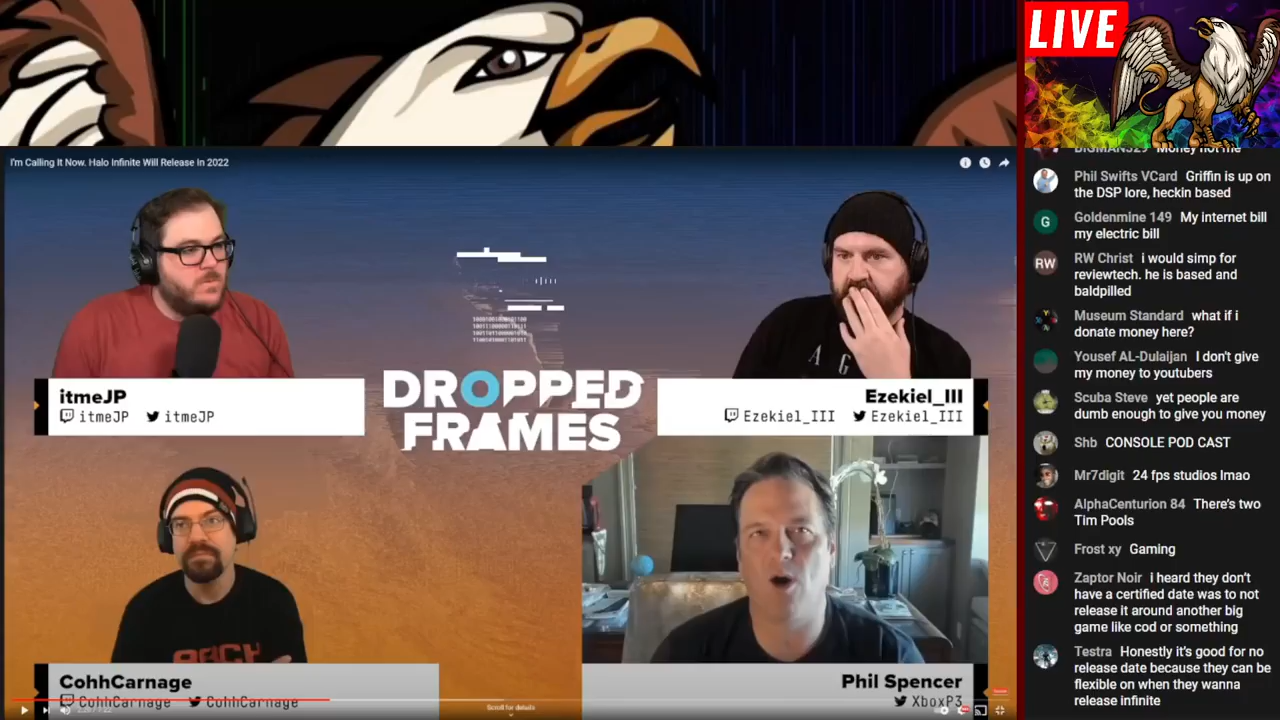 LIVE
I'm Calling It Now. Halo Infinite Will Release In 2022
itmeJP
itmeJP itmeJP
DROPPED
FRAMES
Ezekiel_III
Ezekiel_III Ezekiel_III
CohhCarnage
CohhCarnage CohhCarnage
Phil Spencer
XboxP3
Scroll for details
BIGMAN329 Money not me
Phil Swifts VCard Griffin is up on
the DSP lore, heckin based
Goldenmine 149 My internet bill
my electric bill
RW Christ i would simp for
reviewtech. he is based and
baldpilled
Museum Standard what if i
donate money here?
Yousef AL-Dulaijan I don't give
my money to youtubers
Scuba Steve yet people are
dumb enough to give you money
Shb CONSOLE POD CAST
Mr7digit 24 fps studios lmao
AlphaCenturion 84 There's two
Tim Pools
Frost xy Gaming
Zaptor Noir i heard they don't
have a certified date was to not
release it around another big
game like cod or something
Testra Honestly it's good for no
release date because they can be
flexible on when they wanna
release infinite
G
RW